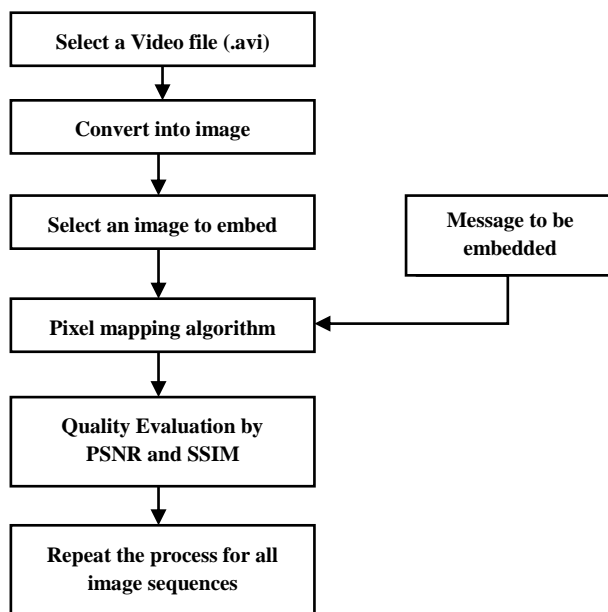 Select a Video file (.avi)
Convert into image
Select an image to embed
Message to be
embedded
Pixel mapping algorithm
Quality Evaluation by
PSNR and SSIM
Repeat the process for all
image sequences